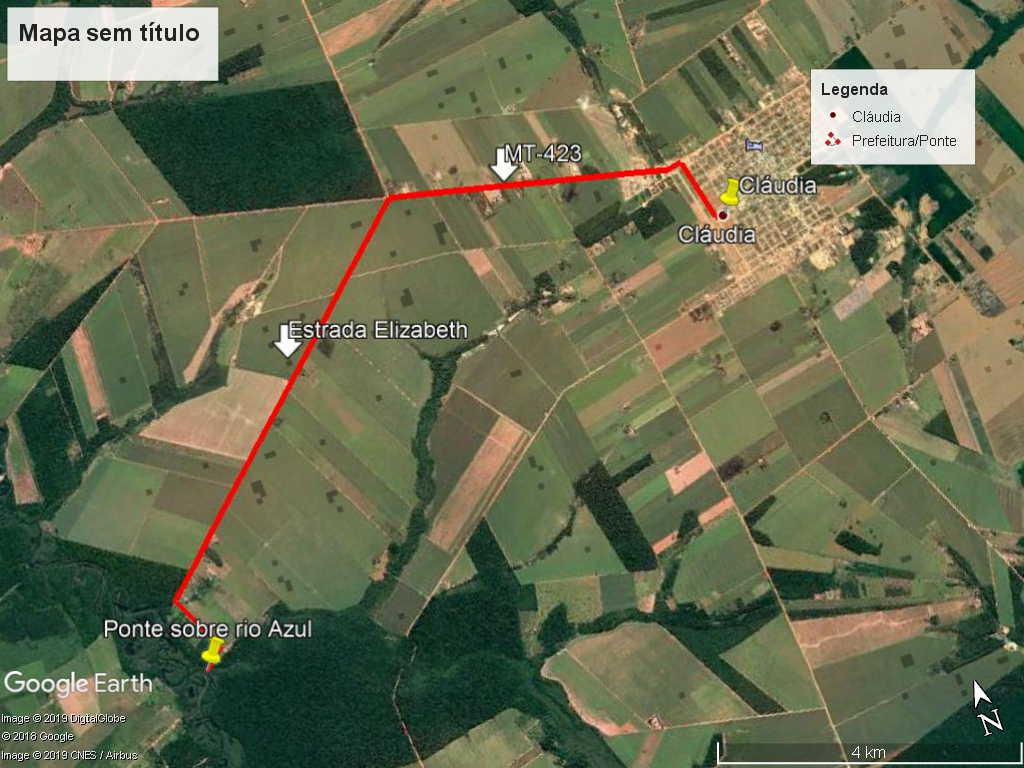 Mapa sem título
Legenda
Cláudia
Prefeitura/Ponte
MT-423
Cláudia
Cláudia
Estrada Elizabeth
Ponte sobre rio Azul
Google Earth
Image © 2019 DigitalGlobe
© 2018 Google
Image © 2019 CNES / Airbus
N
4 km